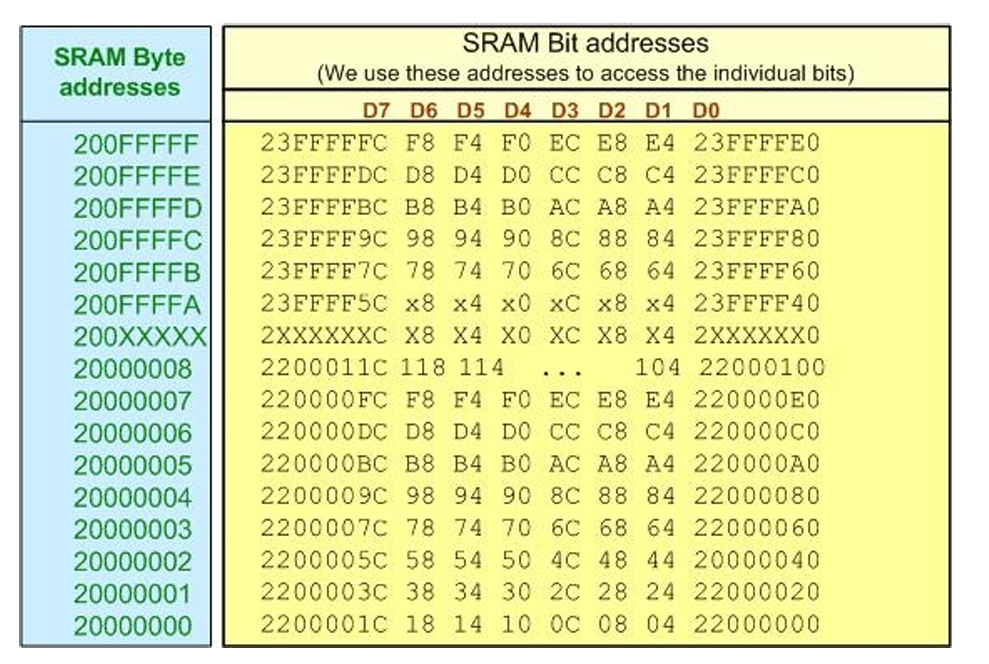 SRAM Byte addresses
SRAM Bit addresses
(We use these addresses to access the individual bits)
D7 D6 D5 D4 D3 D2 D1 D0
200FFFFF 23FFFFFC F8 F4 F0 EC E8 E4 23FFFFE0
200FFFFE 23FFFFDC D8 D4 D0 CC C8 C4 23FFFFC0
200FFFFD 23FFFFBC B8 B4 B0 AC A8 A4 23FFFFA0
200FFFFC 23FFFF9C 98 94 90 8C 88 84 23FFFF80
200FFFFB 23FFFF7C 78 74 70 6C 68 64 23FFFF60
200FFFFA 23FFFF5C x8 x4 x0 xC x8 x4 23FFFF40
200XXXXX 2XXXXXXC X8 X4 X0 XC X8 X4 2XXXXXX0
20000008 2200011C 118 114 ... 104 22000100
20000007 220000FC F8 F4 F0 EC E8 E4 220000E0
20000006 220000DC D8 D4 D0 CC C8 C4 220000C0
20000005 220000BC B8 B4 B0 AC A8 A4 220000A0
20000004 2200009C 98 94 90 8C 88 84 22000080
20000003 2200007C 78 74 70 6C 68 64 22000060
20000002 2200005C 58 54 50 4C 48 44 20000040
20000001 2200003C 38 34 30 2C 28 24 22000020
20000000 2200001C 18 14 10 0C 08 04 22000000